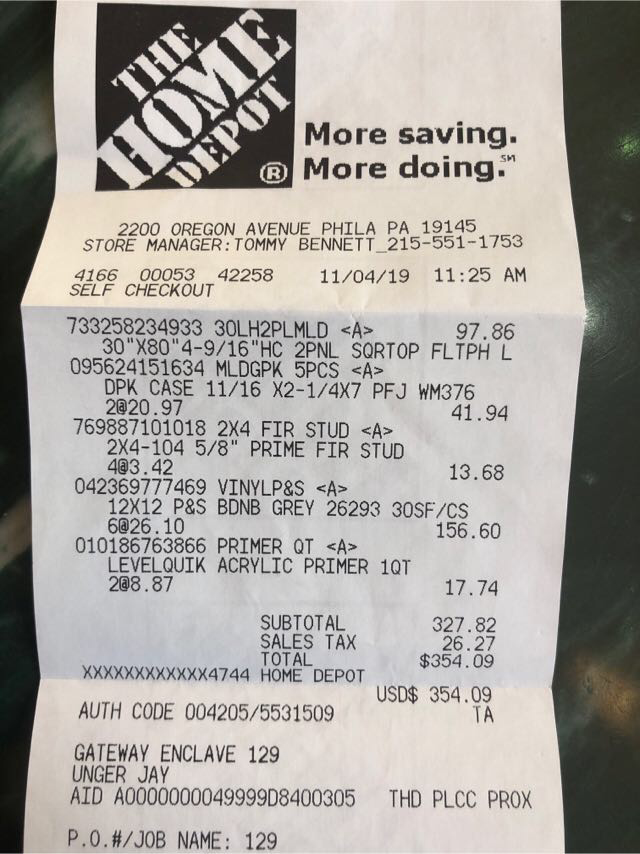 THE
HOME
DEPOT
®
More saving.
More doing.℠
2200 OREGON AVENUE PHILA PA 19145
STORE MANAGER:TOMMY BENNETT 215-551-1753
4166 00053 42258 11/04/19 11:25 AM
SELF CHECKOUT
733258234933 30LH2PLMLD <A> 97.86
30"X80"4-9/16"HC 2PNL SQRTOP FLTPH L
095624151634 MLDGPK 5PCS <A>
DPK CASE 11/16 X2-1/4X7 PFJ WM376
2@20.97 41.94
769887101018 2X4 FIR STUD <A>
2X4-104 5/8" PRIME FIR STUD
4@3.42 13.68
042369777469 VINYLP&S <A>
12X12 P&S BDNB GREY 26293 30SF/CS
6@26.10 156.60
010186763866 PRIMER QT <A>
LEVELQUIK ACRYLIC PRIMER 1QT
2@8.87 17.74
SUBTOTAL 327.82
SALES TAX 26.27
TOTAL $354.09
XXXXXXXXXXXX4744 HOME DEPOT
USD$ 354.09
AUTH CODE 004205/5531509 TA
GATEWAY ENCLAVE 129
UNGER JAY
AID A0000000049999D8400305 THD PLCC PROX
P.O.#/JOB NAME: 129